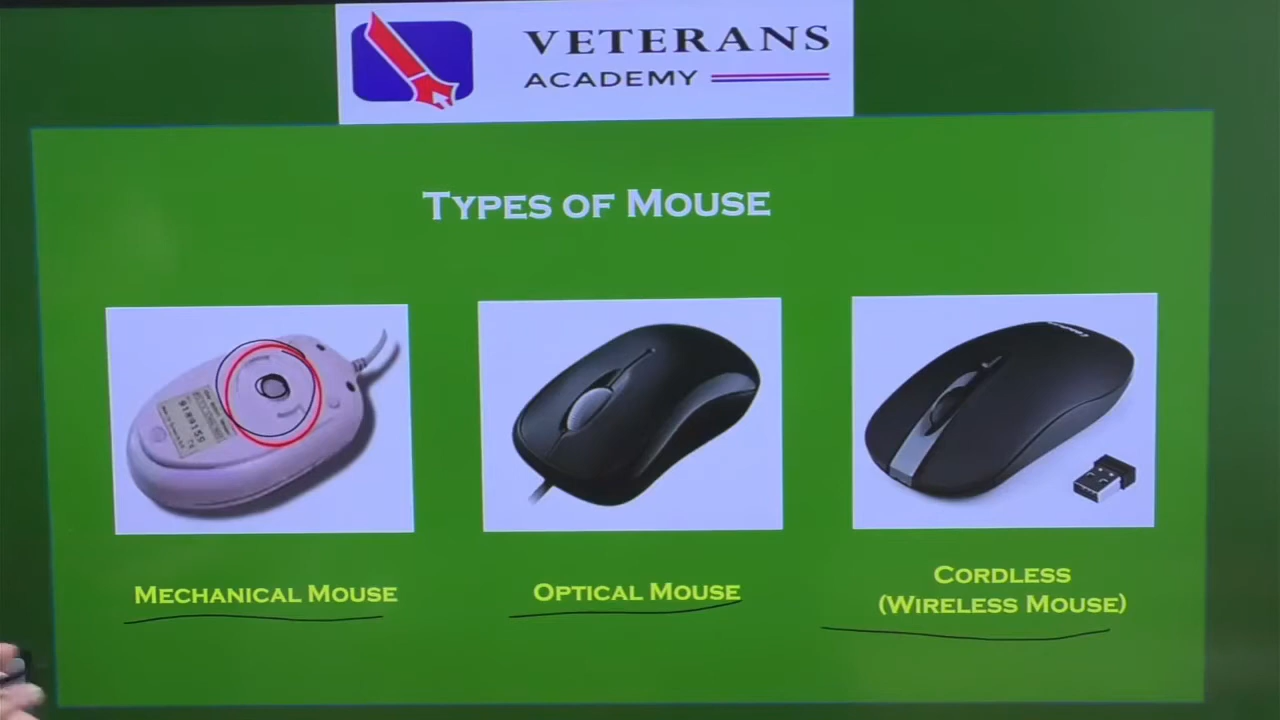 VETERANS
ACADEMY
TYPES OF MOUSE
MECHANICAL MOUSE
OPTICAL MOUSE
CORDLESS
(WIRELESS MOUSE)